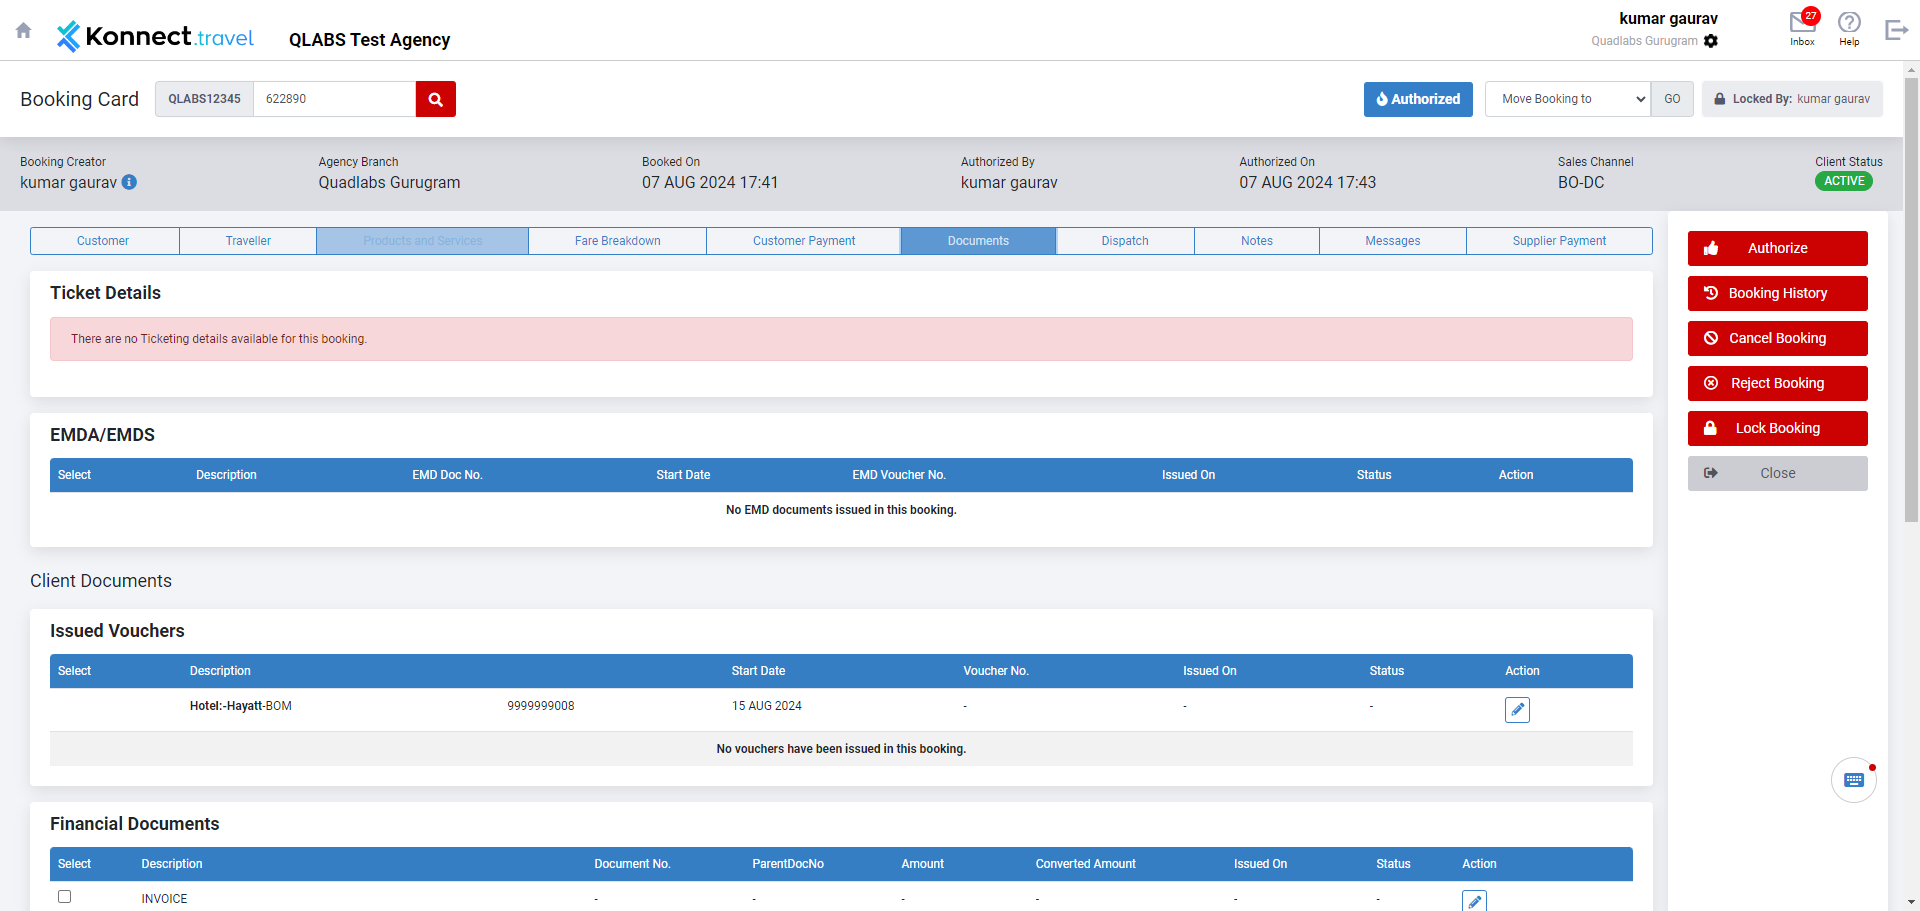 Konnect.travel
QLABS Test Agency
kumar gaurav
Quadlabs Gurugram
27
Inbox
Help
Booking Card
QLABS12345
622890
Authorized
Move Booking to
GO
Locked By: kumar gaurav
Booking Creator
kumar gaurav
Agency Branch
Quadlabs Gurugram
Booked On
07 AUG 2024 17:41
Authorized By
kumar gaurav
Authorized On
07 AUG 2024 17:43
Sales Channel
BO-DC
Client Status
ACTIVE
Customer
Traveller
Products and Services
Fare Breakdown
Customer Payment
Documents
Dispatch
Notes
Messages
Supplier Payment
Authorize
Booking History
Cancel Booking
Reject Booking
Lock Booking
Close
Ticket Details
There are no Ticketing details available for this booking.
EMDA/EMDS
Select Description EMD Doc No. Start Date EMD Voucher No. Issued On Status Action
No EMD documents issued in this booking.
Client Documents
Issued Vouchers
Select Description Start Date Voucher No. Issued On Status Action
Hotel:-Hayatt-BOM 9999999008 15 AUG 2024 - - -
No vouchers have been issued in this booking.
Financial Documents
Select Description Document No. ParentDocNo Amount Converted Amount Issued On Status Action
INVOICE - - - - - -